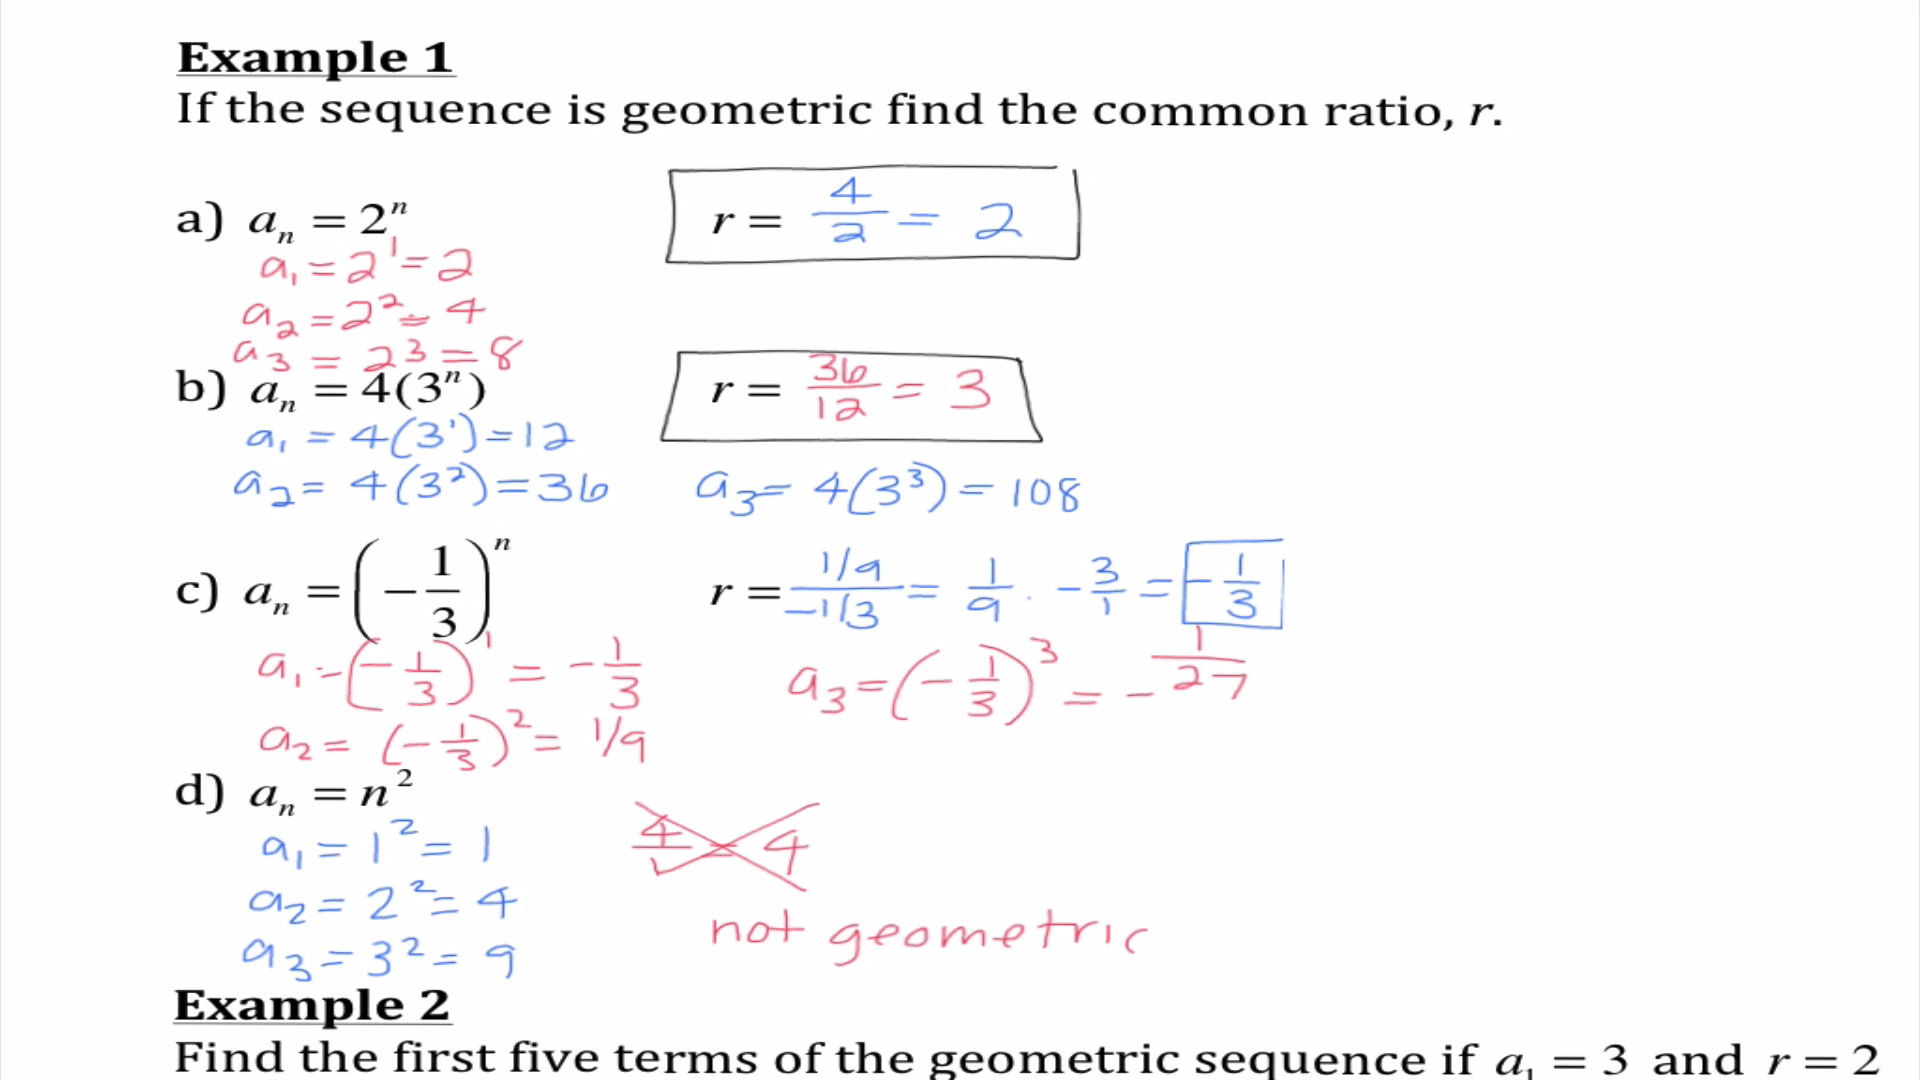 Example 1
If the sequence is geometric find the common ratio, r.
a) aₙ = 2ⁿ
r = 4/2 = 2
a₁ = 2¹ = 2
a₂ = 2² = 4
a₃ = 2³ = 8
b) aₙ = 4(3ⁿ)
r = 36/12 = 3
a₁ = 4(3¹) = 12
a₂ = 4(3²) = 36
a₃ = 4(3³) = 108
c) aₙ = (−1/3)ⁿ
r = (1/9)/(−1/3) = 1/9 · −3/1 = −1/3
a₁ = (−1/3)¹ = −1/3
a₃ = (−1/3)³ = −1/27
a₂ = (−1/3)² = 1/9
d) aₙ = n²
4/1 = 4
a₁ = 1² = 1
a₂ = 2² = 4
not geometric
a₃ = 3² = 9
Example 2
Find the first five terms of the geometric sequence if a₁ = 3 and r = 2